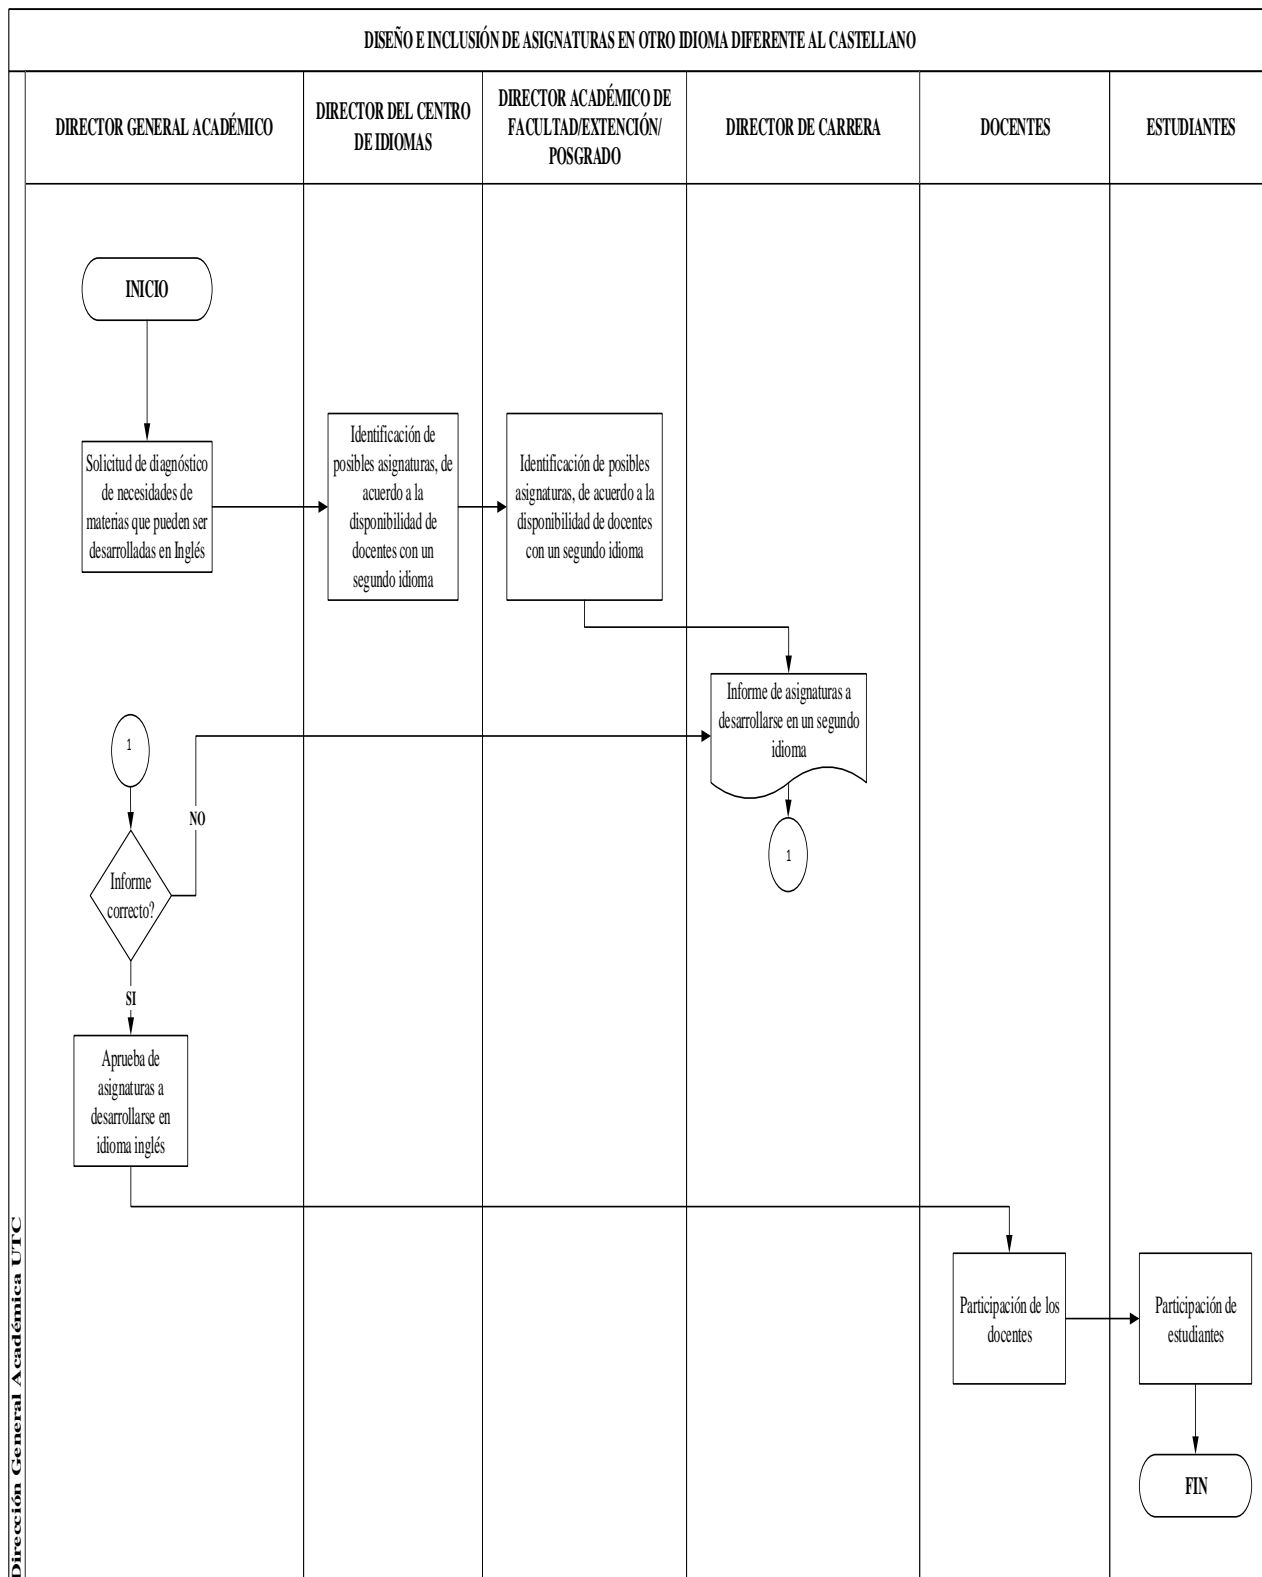 DISEÑO E INCLUSIÓN DE ASIGNATURAS EN OTRO IDIOMA DIFERENTE AL CASTELLANO
DIRECTOR GENERAL ACADÉMICO
DIRECTOR DEL CENTRO
DE IDIOMAS
DIRECTOR ACADÉMICO DE
FACULTAD/EXTENCIÓN/
POSGRADO
DIRECTOR DE CARRERA
DOCENTES
ESTUDIANTES
INICIO
Solicitud de diagnóstico
de necesidades de
materias que pueden ser
desarrolladas en Inglés
Identificación de
posibles asignaturas, de
acuerdo a la
disponibilidad de
docentes con un
segundo idioma
Identificación de posibles
asignaturas, de acuerdo a la
disponibilidad de docentes
con un segundo idioma
Informe de asignaturas a
desarrollarse en un segundo
idioma
1
1
NO
Informe
correcto?
SI
Aprueba de
asignaturas a
desarrollarse en
idioma inglés
Participación de los
docentes
Participación de
estudiantes
FIN
Dirección General Académica UTC